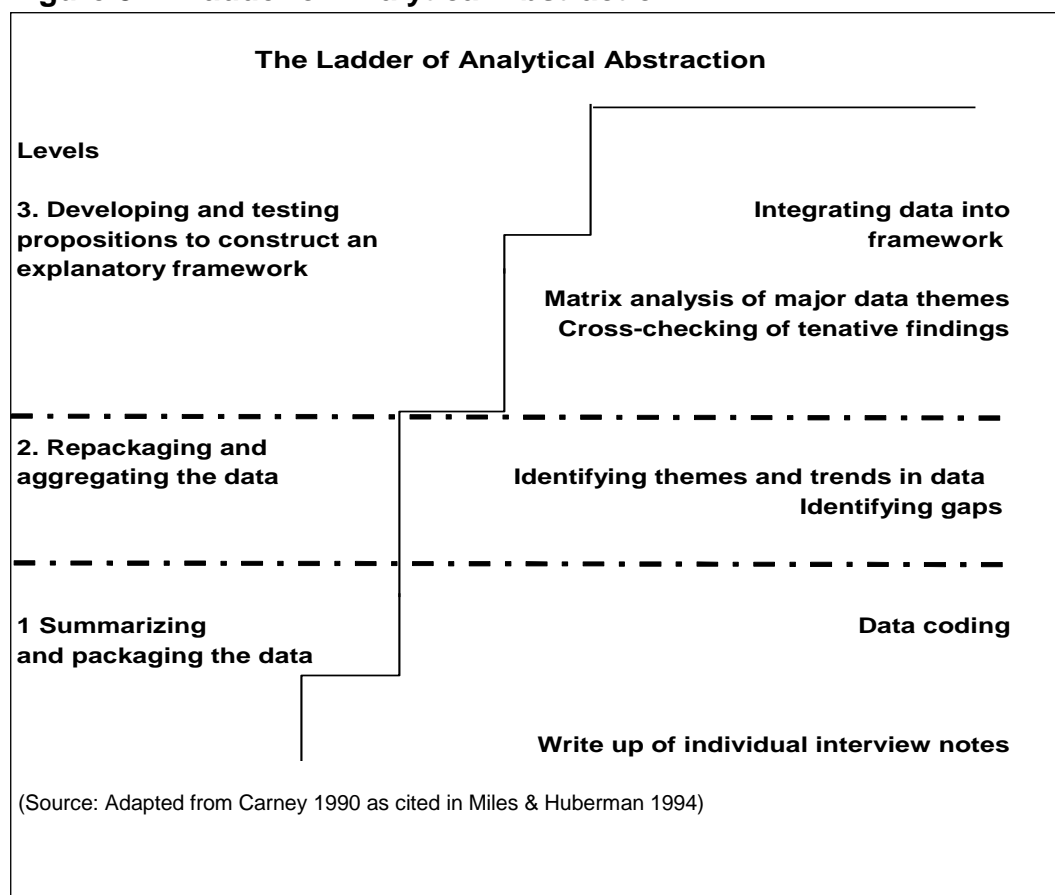 The Ladder of Analytical Abstraction
Levels
3. Developing and testing
propositions to construct an
explanatory framework
Integrating data into
framework
Matrix analysis of major data themes
Cross-checking of tenative findings
2. Repackaging and
aggregating the data
Identifying themes and trends in data
Identifying gaps
1 Summarizing
and packaging the data
Data coding
Write up of individual interview notes
(Source: Adapted from Carney 1990 as cited in Miles & Huberman 1994)